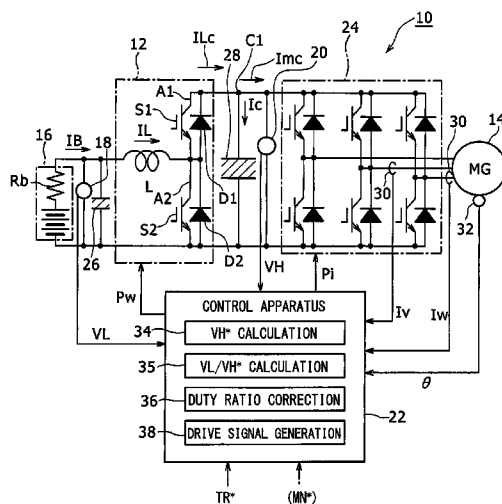 12
ILc
C1
20
24
10
28
Imc
A1
Ic
S1
14
16
IB
18
IL
30
MG
Rb
L
D1
30
A2
32
S2
26
D2
VH
Pw
Pi
Iv
Iw
CONTROL APPARATUS
34
VH* CALCULATION
VL
35
VL/VH* CALCULATION
θ
36
DUTY RATIO CORRECTION
22
38
DRIVE SIGNAL GENERATION
TR*
(MN*)